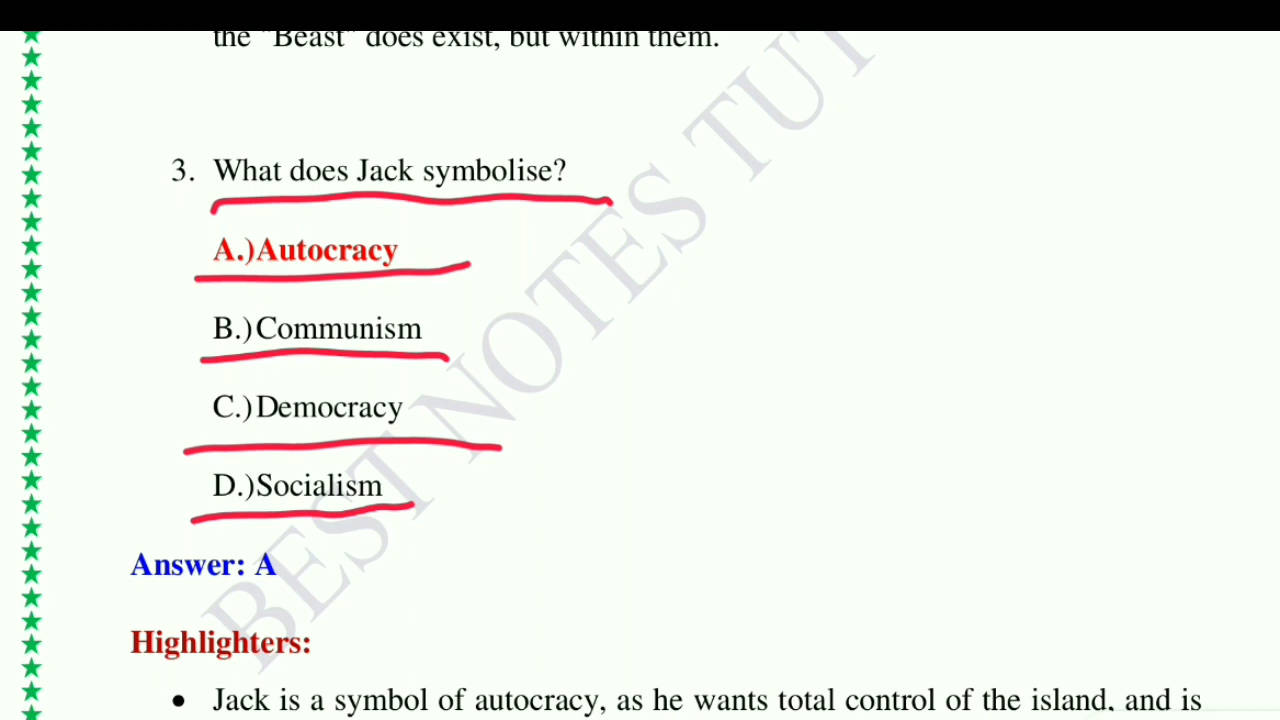 the "Beast" does exist, but within them.
3. What does Jack symbolise?
A.)Autocracy
B.)Communism
C.)Democracy
D.)Socialism
Answer: A
Highlighters:
• Jack is a symbol of autocracy, as he wants total control of the island, and is
BEST NOTES TUT